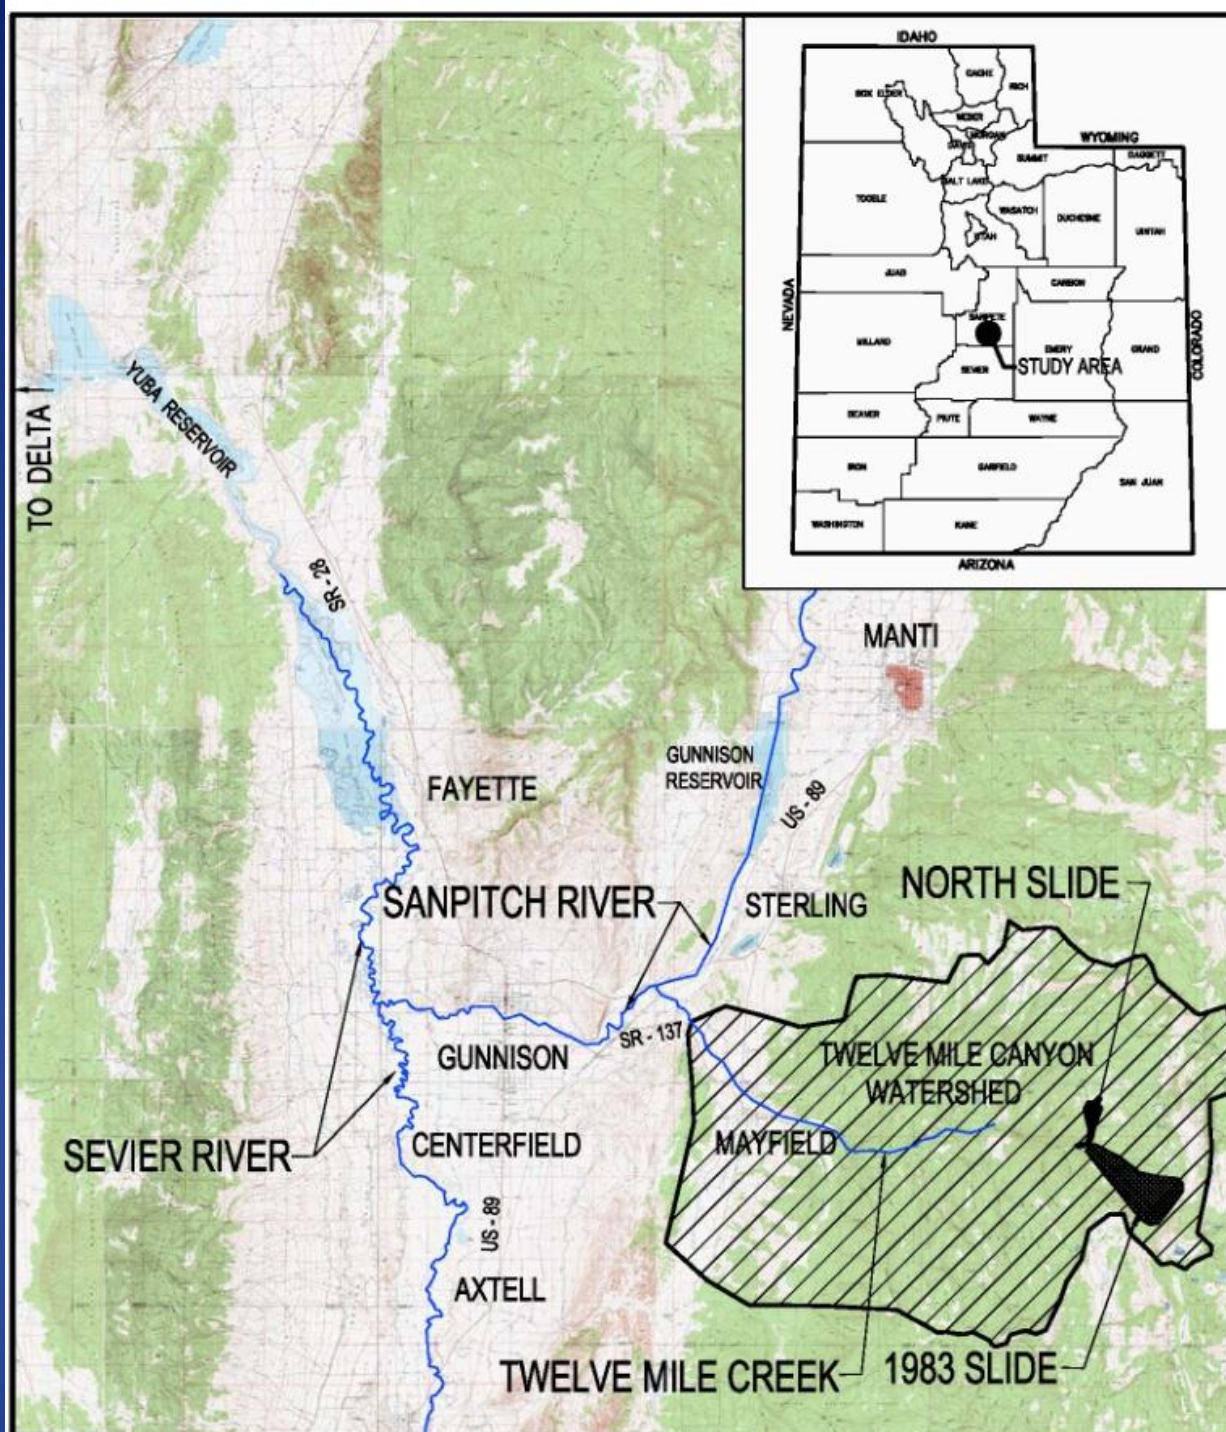 IDAHO
CACHE
RICH
BOX ELDER
WEBER
MORGAN
DAVIS
WYOMING
SUMMIT
DAGGETT
SALT LAKE
TOOELE
WASATCH
DUCHESNE
UINTAH
UTAH
JUAB
CARBON
NEVADA
SANPETE
MILLARD
EMERY
GRAND
COLORADO
SEVIER
STUDY AREA
BEAVER
PIUTE
WAYNE
IRON
GARFIELD
SAN JUAN
WASHINGTON
KANE
ARIZONA
YUBA RESERVOIR
TO DELTA
SR - 28
MANTI
GUNNISON
RESERVOIR
FAYETTE
US - 89
NORTH SLIDE
SANPITCH RIVER
STERLING
SR - 137
GUNNISON
TWELVE MILE CANYON
WATERSHED
SEVIER RIVER
CENTERFIELD
MAYFIELD
US - 89
AXTELL
TWELVE MILE CREEK
1983 SLIDE